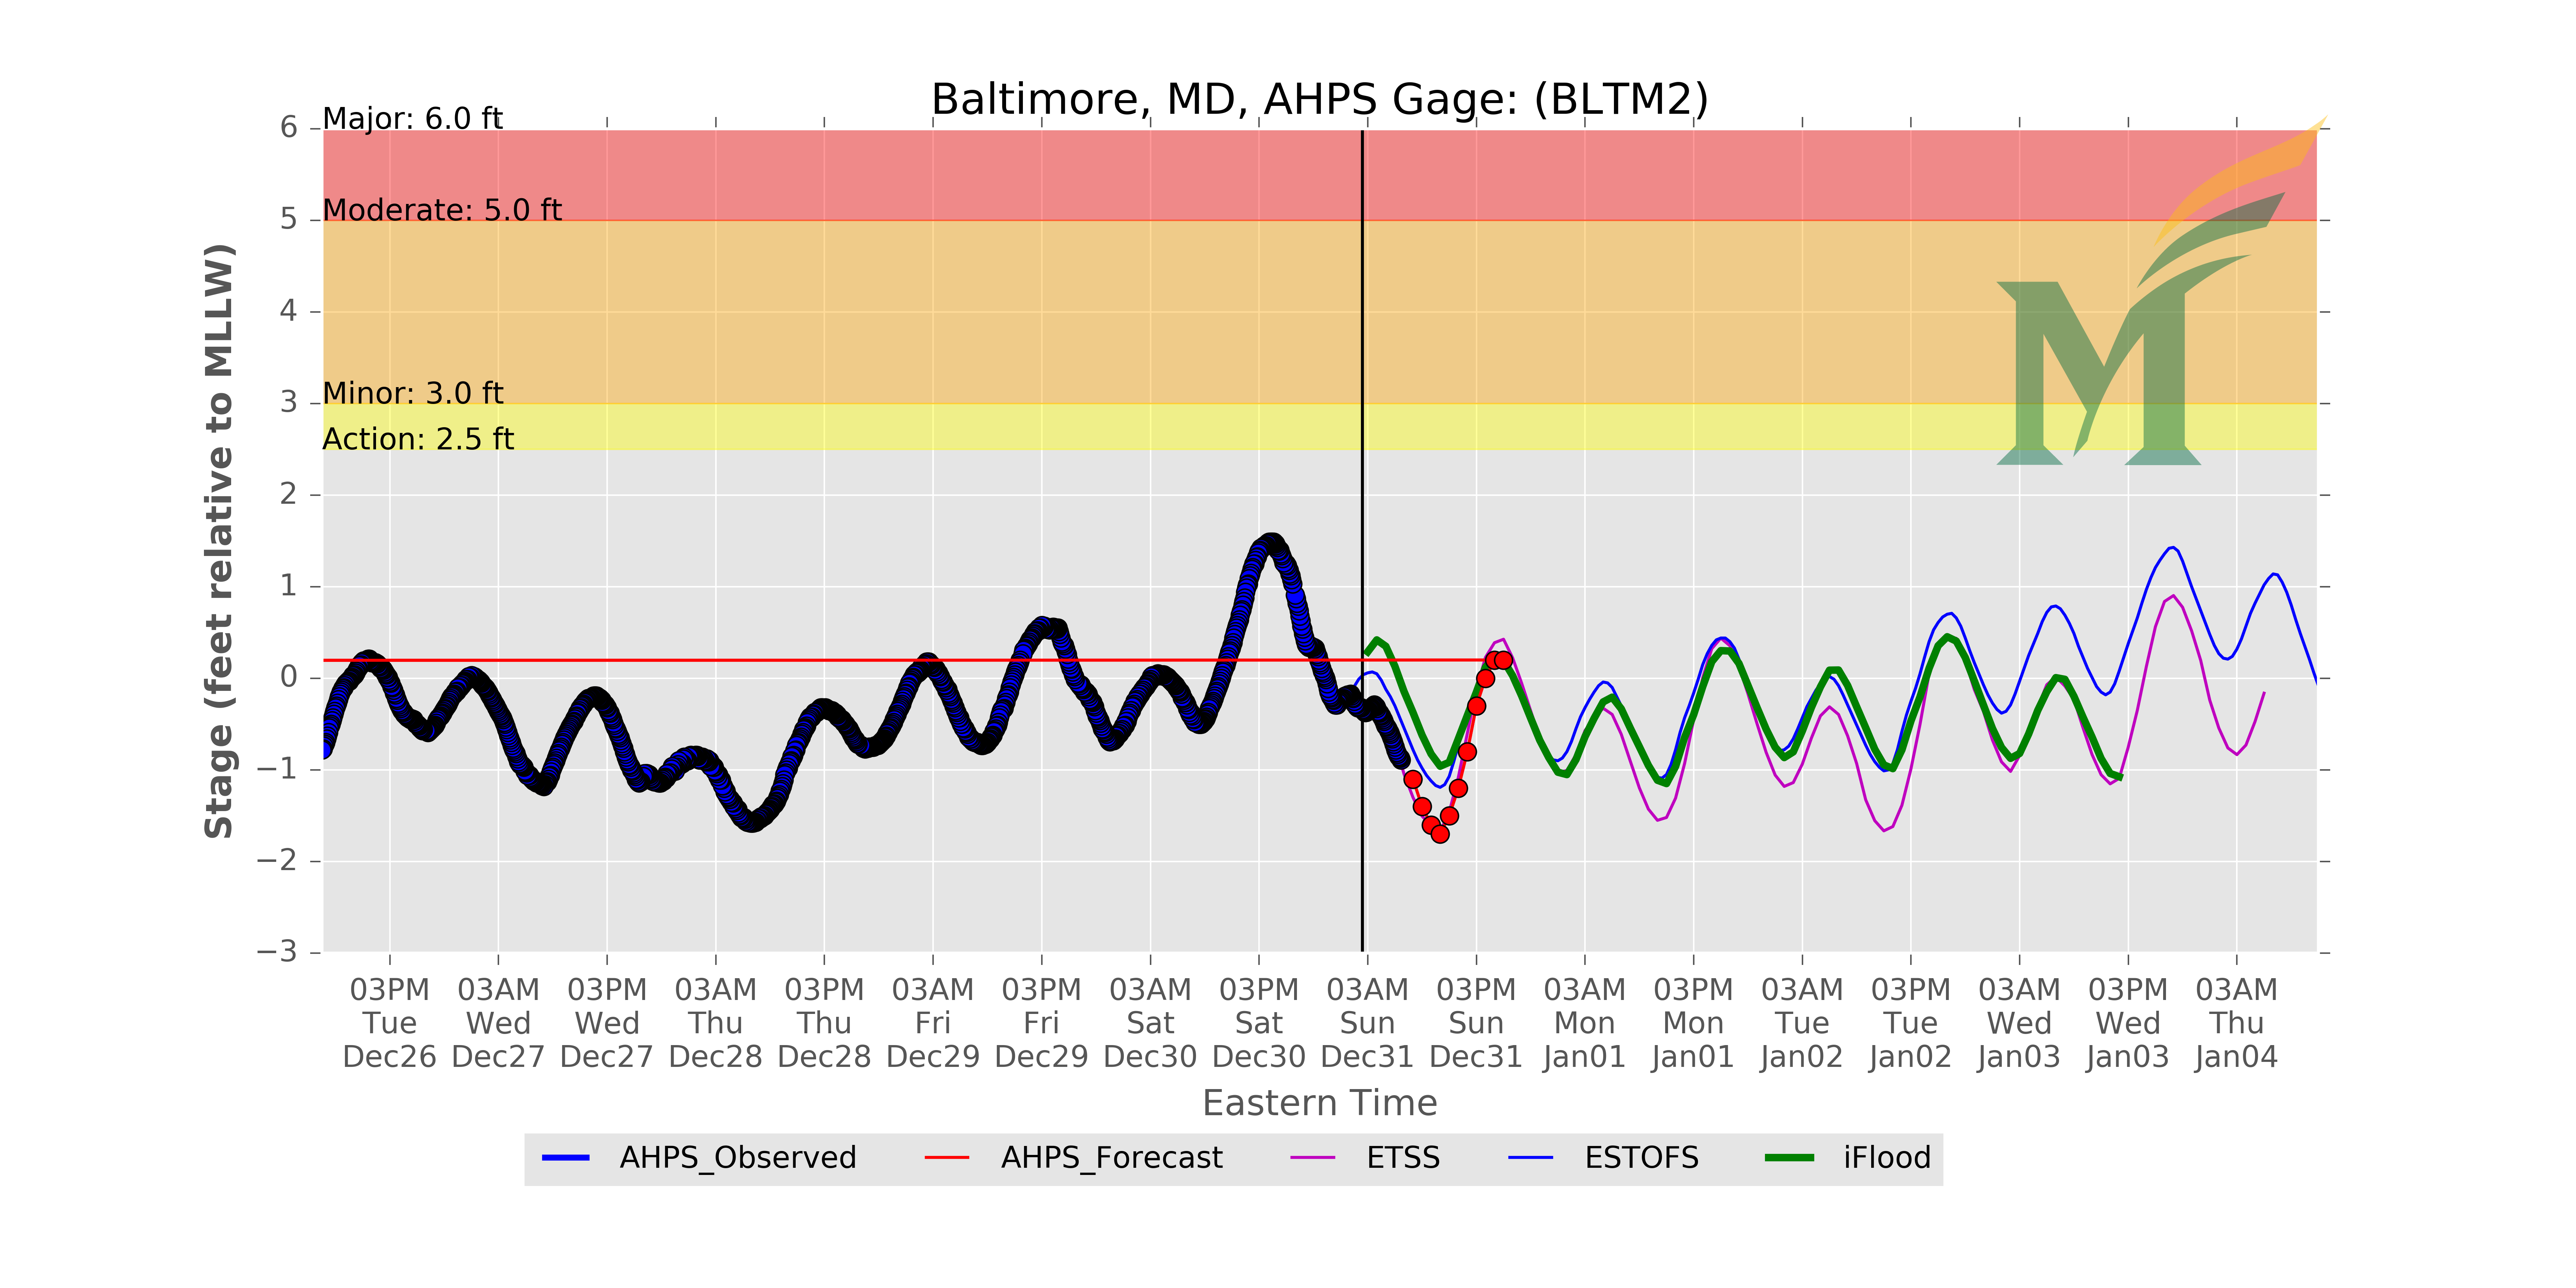 Baltimore, MD, AHPS Gage: (BLTM2)
Major: 6.0 ft
Moderate: 5.0 ft
Minor: 3.0 ft
Action: 2.5 ft
Stage (feet relative to MLLW)
6
5
4
3
2
1
0
−1
−2
−3
03PM 03AM 03PM 03AM 03PM 03AM 03PM 03AM 03PM 03AM 03PM 03AM 03PM 03AM 03PM 03AM 03PM 03AM
Tue Wed Wed Thu Thu Fri Fri Sat Sat Sun Sun Mon Mon Tue Tue Wed Wed Thu
Dec26 Dec27 Dec27 Dec28 Dec28 Dec29 Dec29 Dec30 Dec30 Dec31 Dec31 Jan01 Jan01 Jan02 Jan02 Jan03 Jan03 Jan04
Eastern Time
AHPS_Observed AHPS_Forecast ETSS ESTOFS iFlood
M